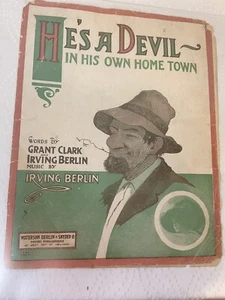 HE'S A DEVIL
IN HIS OWN HOME TOWN
WORDS BY
GRANT CLARK
AND
IRVING BERLIN
MUSIC BY
IRVING BERLIN
WATERSON BERLIN & SNYDER CO